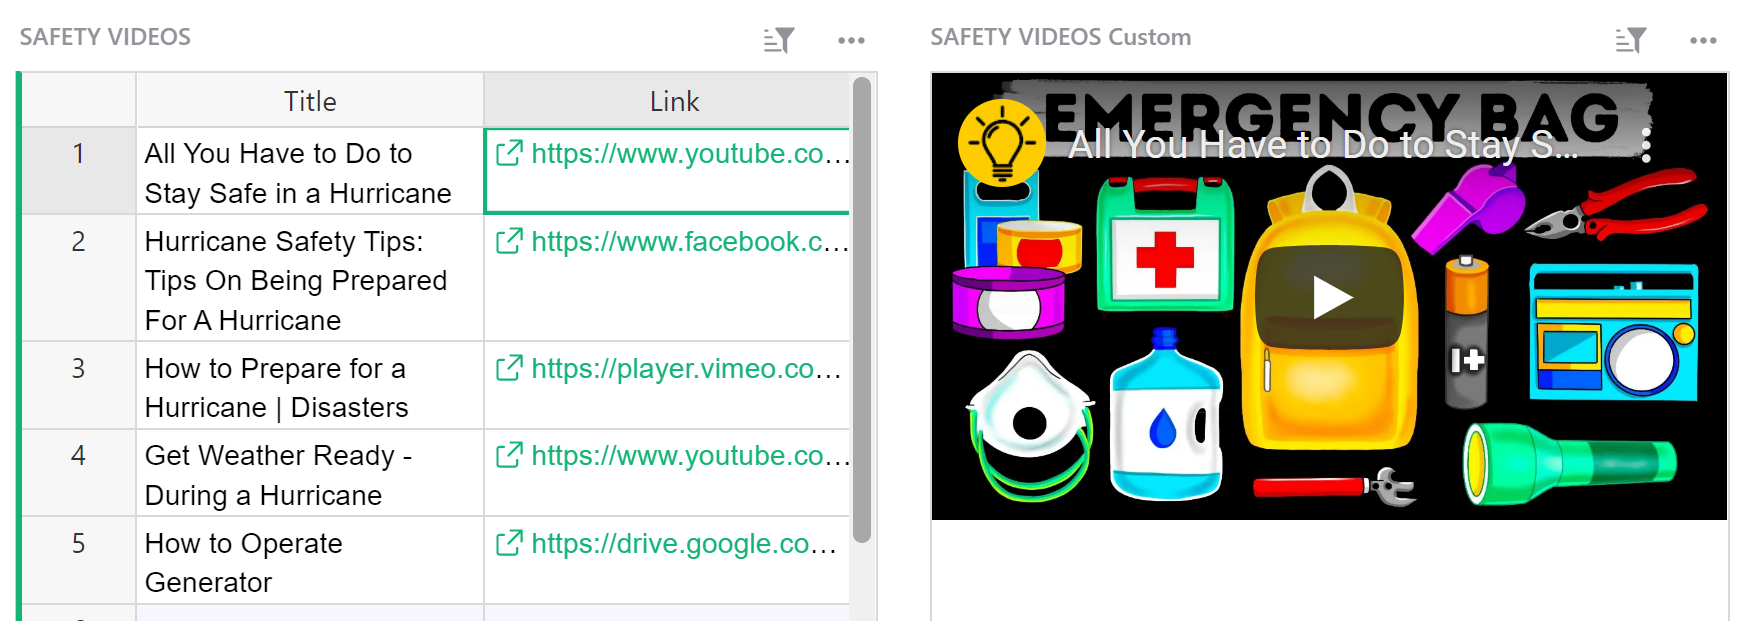 SAFETY VIDEOS
Title
Link
1
All You Have to Do to
Stay Safe in a Hurricane
https://www.youtube.co...
2
Hurricane Safety Tips:
Tips On Being Prepared
For A Hurricane
https://www.facebook.c...
3
How to Prepare for a
Hurricane | Disasters
https://player.vimeo.co...
4
Get Weather Ready -
During a Hurricane
https://www.youtube.co...
5
How to Operate
Generator
https://drive.google.co...
SAFETY VIDEOS Custom
EMERGENCY BAG
All You Have to Do to Stay S...
1+